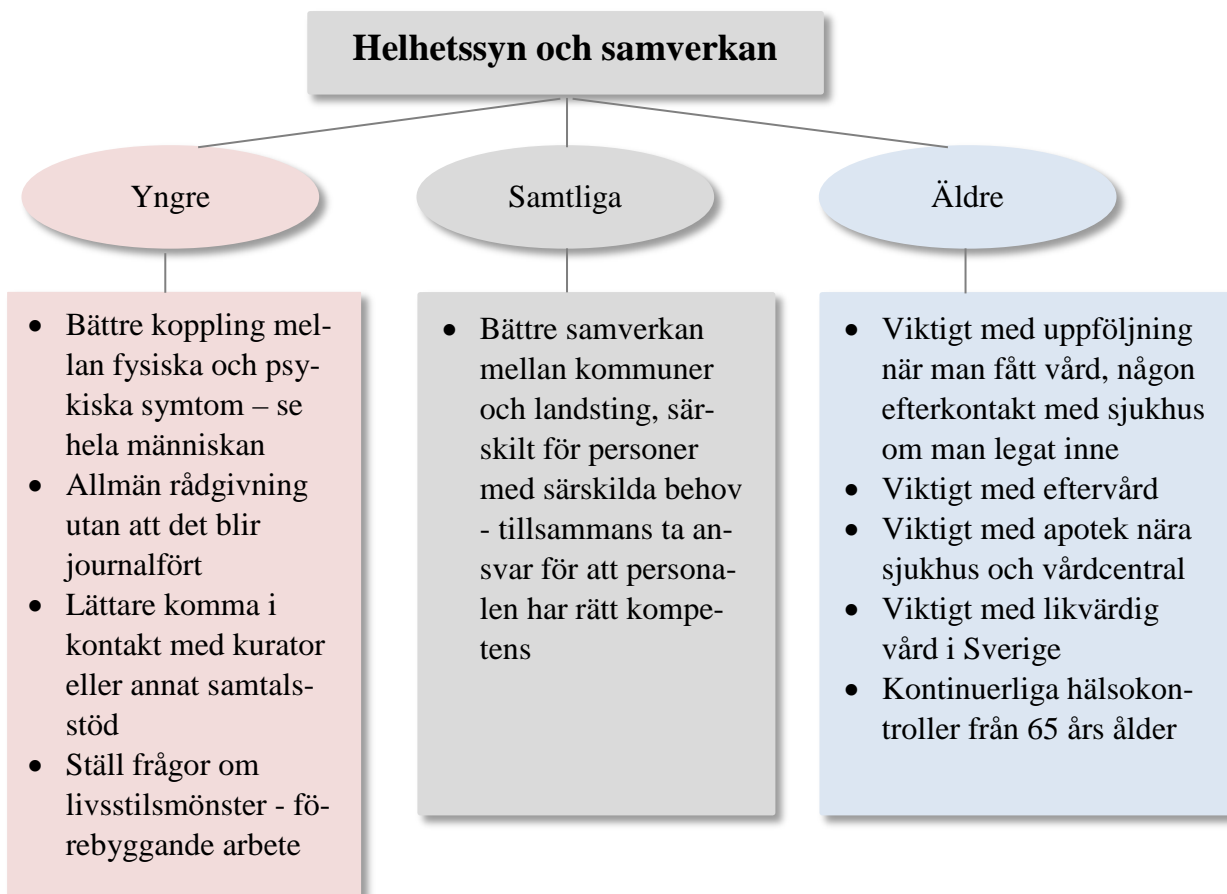 Helhetssyn och samverkan
Yngre
Samtliga
Äldre
• Bättre koppling mel-
lan fysiska och psy-
kiska symtom – se
hela människan
• Allmän rådgivning
utan att det blir
journalfört
• Lättare komma i
kontakt med kurator
eller annat samtals-
stöd
• Ställ frågor om
livsstilsmönster - fö-
rebyggande arbete
• Bättre samverkan
mellan kommuner
och landsting, sär-
skilt för personer
med särskilda behov
- tillsammans ta an-
svar för att persona-
len har rätt kompe-
tens
• Viktigt med uppföljning
när man fått vård, någon
efterkontakt med sjukhus
om man legat inne
• Viktigt med eftervård
• Viktigt med apotek nära
sjukhus och vårdcentral
• Viktigt med likvärdig
vård i Sverige
• Kontinuerliga hälsokon-
troller från 65 års ålder